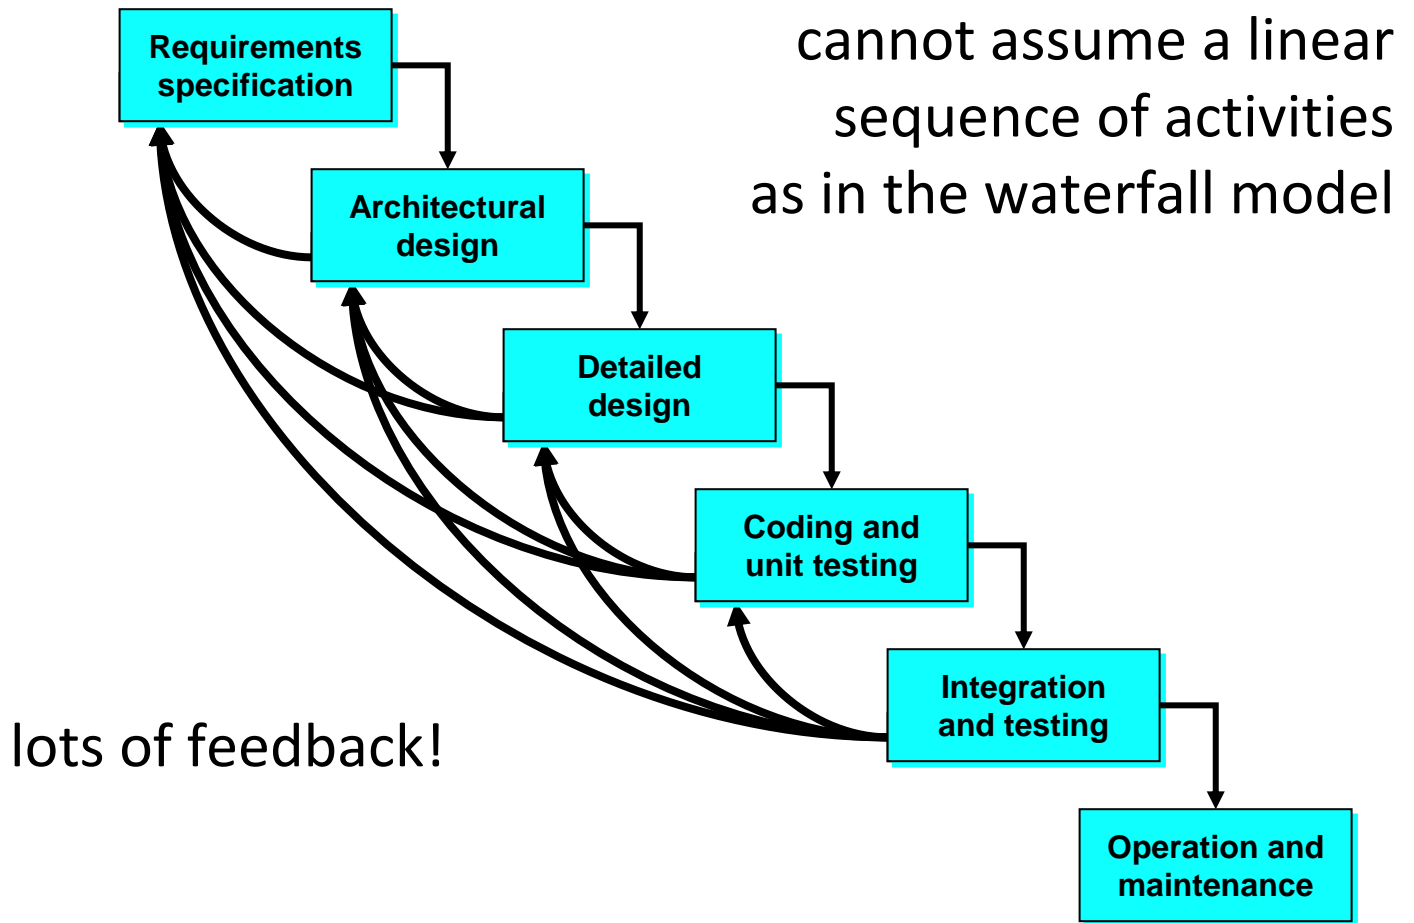 cannot assume a linear
sequence of activities
as in the waterfall model
Requirements
specification
Architectural
design
Detailed
design
Coding and
unit testing
Integration
and testing
Operation and
maintenance
lots of feedback!